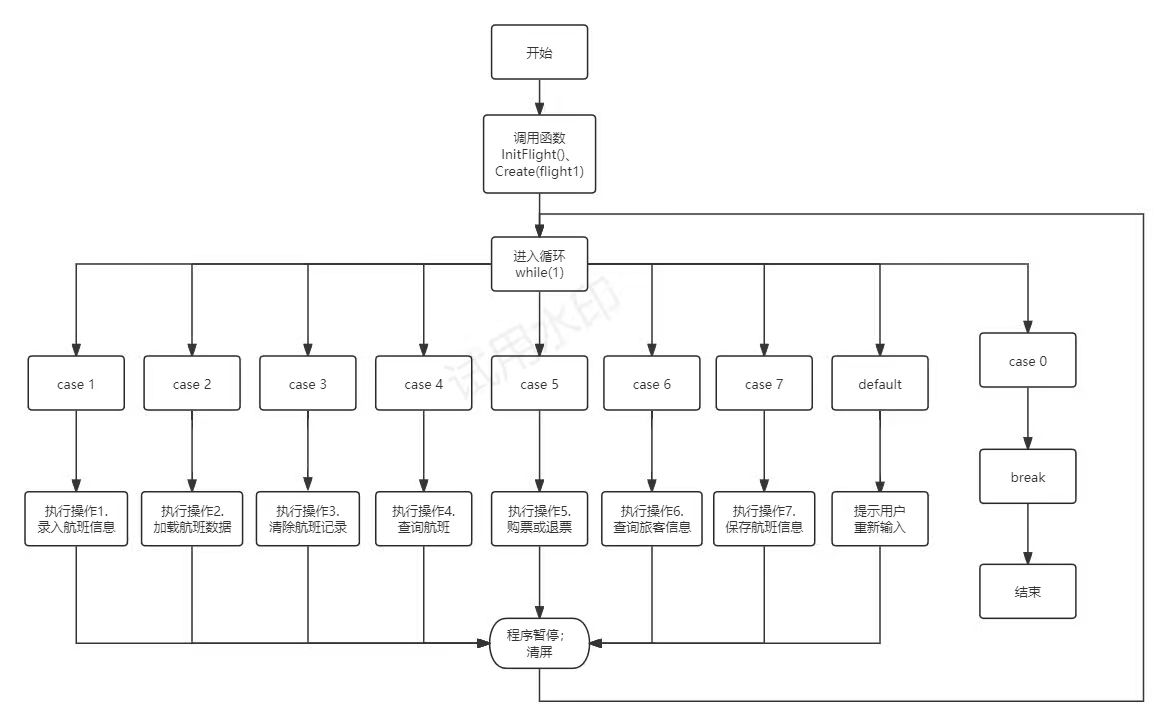 开始
调用函数
InitFlight()、
Create(flight1)
进入循环
while(1)
试用水印
case 1
case 2
case 3
case 4
case 5
case 6
case 7
default
case 0
break
执行操作1.
录入航班信息
执行操作2.
加载航班数据
执行操作3.
清除航班记录
执行操作4.
查询航班
执行操作5.
购票或退票
执行操作6.
查询旅客信息
执行操作7.
保存航班信息
提示用户
重新输入
结束
程序暂停；
清屏